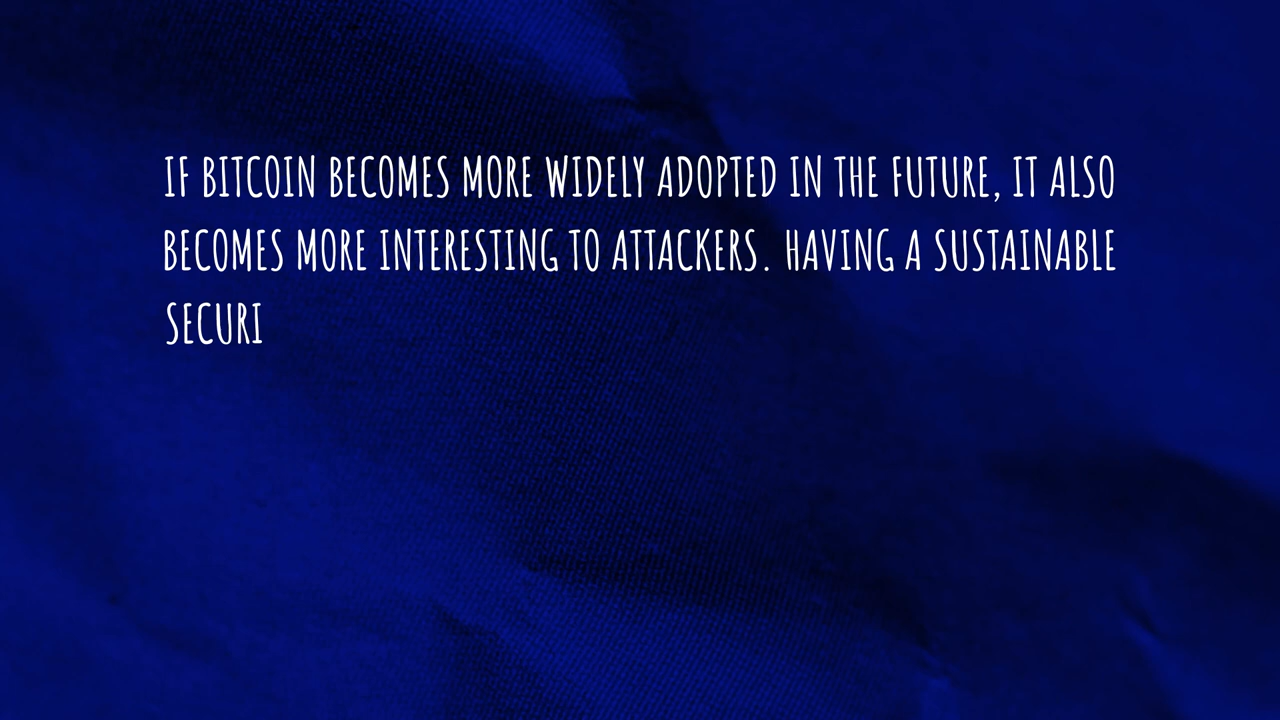 IF BITCOIN BECOMES MORE WIDELY ADOPTED IN THE FUTURE, IT ALSO
BECOMES MORE INTERESTING TO ATTACKERS. HAVING A SUSTAINABLE
SECURI